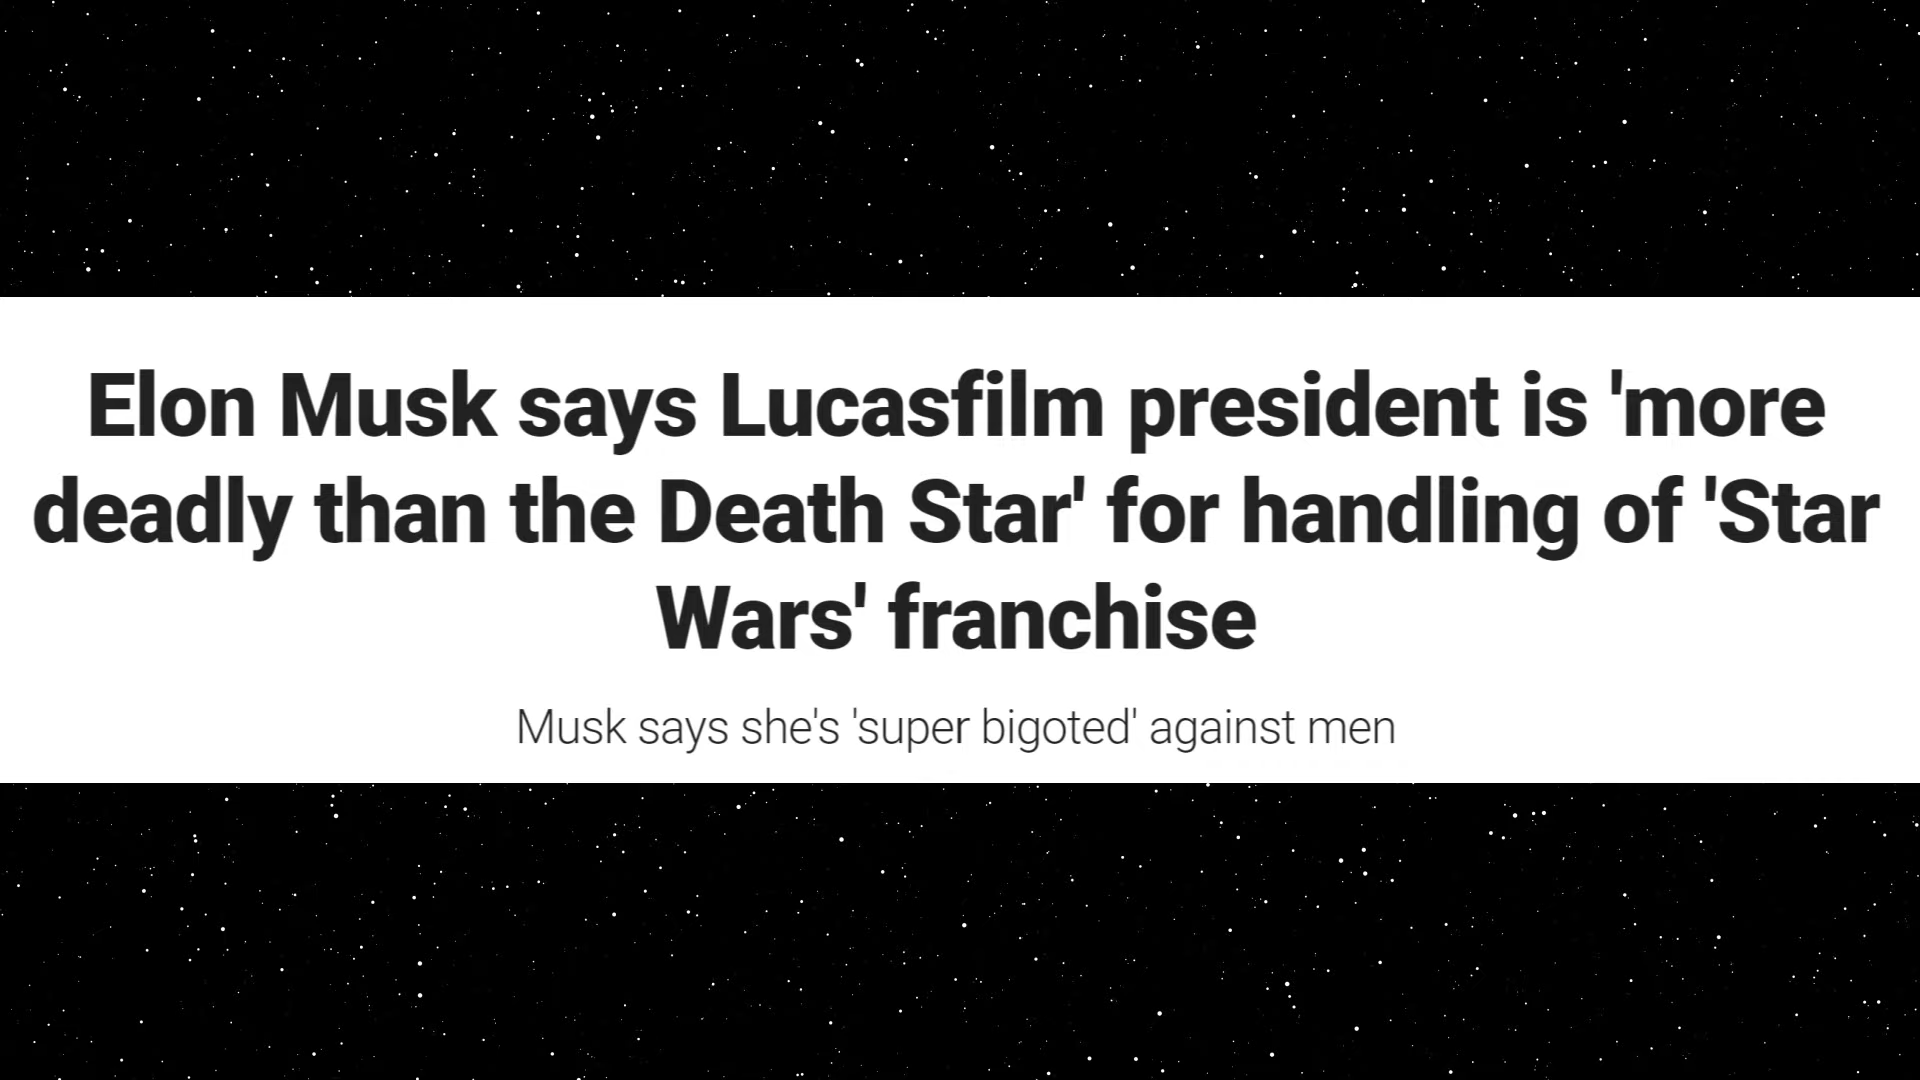 Elon Musk says Lucasfilm president is 'more
deadly than the Death Star' for handling of 'Star
Wars' franchise
Musk says she's 'super bigoted' against men